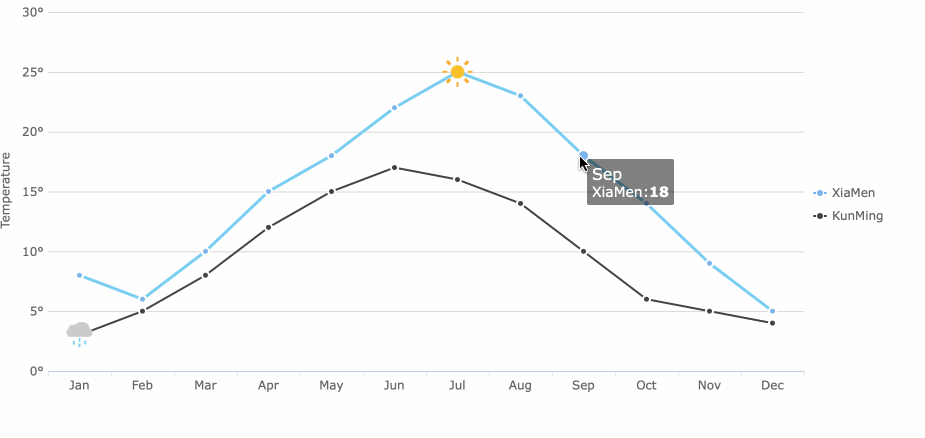 30°
25°
20°
15°
10°
5°
0°
Temperature
Jan Feb Mar Apr May Jun Jul Aug Sep Oct Nov Dec
Sep
XiaMen:18
XiaMen
KunMing